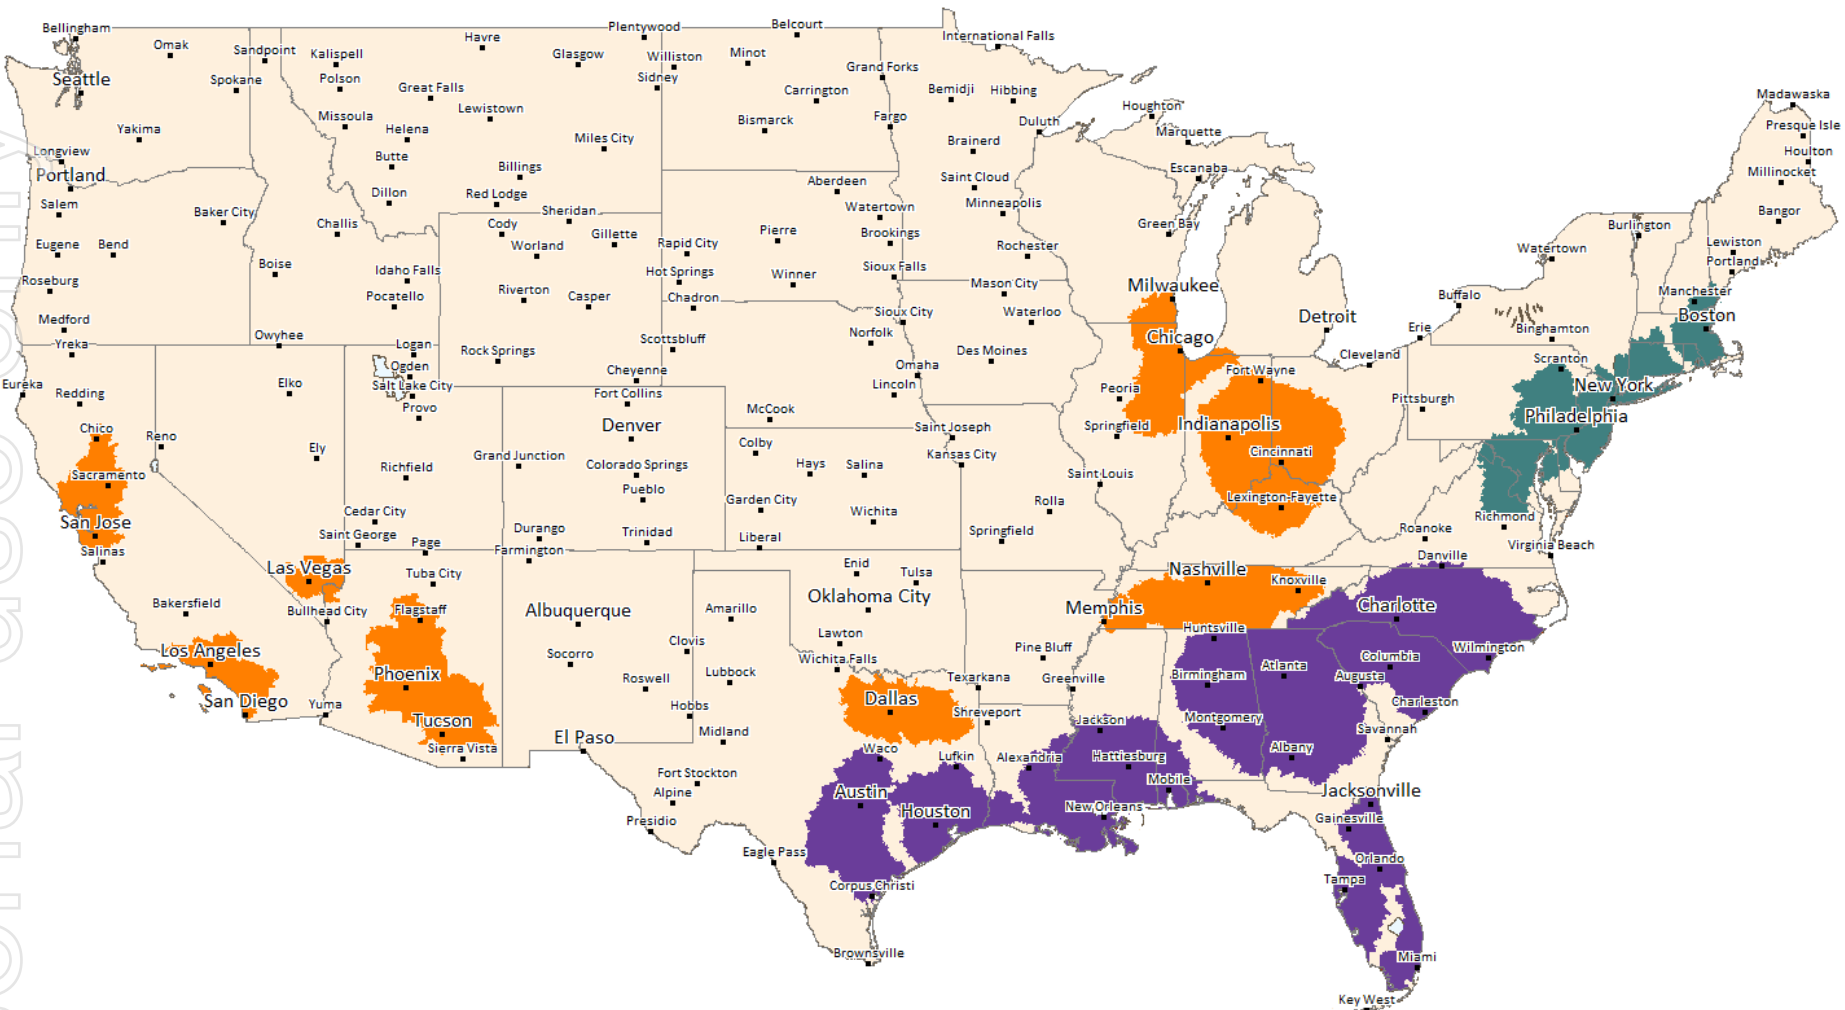 Bellingham
Omak
Sandpoint
Kalispell
Havre
Plentywood
Belcourt
International Falls
Seattle
Spokane
Polson
Glasgow
Williston
Minot
Sidney
Grand Forks
Great Falls
Carrington
Bemidji
Hibbing
Madawaska
Lewistown
Missoula
Helena
Yakima
Miles City
Bismarck
Fargo
Duluth
Houghton
Marquette
Presque Isle
Houlton
Longview
Portland
Butte
Billings
Brainerd
Escanaba
Millinocket
Salem
Dillon
Red Lodge
Aberdeen
Saint Cloud
Minneapolis
Bangor
Baker City
Challis
Cody
Sheridan
Gillette
Worland
Watertown
Pierre
Brookings
Green Bay
Burlington
Eugene
Bend
Rapid City
Rochester
Watertown
Lewiston
Portland
Boise
Idaho Falls
Hot Springs
Winner
Sioux Falls
Roseburg
Pocatello
Riverton
Casper
Chadron
Mason City
Milwaukee
Buffalo
Manchester
Medford
Sioux City
Waterloo
Detroit
Boston
Yreka
Owyhee
Logan
Rock Springs
Scottsbluff
Norfolk
Des Moines
Chicago
Erie
Binghamton
Ogden
Cheyenne
Omaha
Cleveland
Scranton
Eureka
Redding
Elko
Salt Lake City
Provo
Fort Collins
Lincoln
Peoria
Fort Wayne
New York
Pittsburgh
Chico
Reno
Denver
McCook
Saint Joseph
Springfield
Indianapolis
Philadelphia
Ely
Grand Junction
Colby
Kansas City
Cincinnati
Sacramento
Richfield
Colorado Springs
Hays
Salina
Saint Louis
Pueblo
Garden City
Rolla
Lexington-Fayette
San Jose
Cedar City
Wichita
Richmond
Saint George
Durango
Trinidad
Liberal
Springfield
Roanoke
Salinas
Page
Farmington
Virginia Beach
Las Vegas
Tuba City
Enid
Tulsa
Nashville
Knoxville
Danville
Bakersfield
Bullhead City
Flagstaff
Albuquerque
Amarillo
Oklahoma City
Memphis
Charlotte
Los Angeles
Clovis
Lawton
Huntsville
Socorro
Wichita Falls
Pine Bluff
Wilmington
Phoenix
Roswell
Lubbock
Texarkana
Greenville
Birmingham
Atlanta
Columbia
Augusta
San Diego
Yuma
Hobbs
Dallas
Shreveport
Charleston
Tucson
Midland
Jackson
Montgomery
Savannah
Sierra Vista
El Paso
Waco
Lufkin
Alexandria
Hattiesburg
Albany
Fort Stockton
Mobile
Alpine
Austin
Jacksonville
Presidio
Houston
New Orleans
Gainesville
Eagle Pass
Orlando
Corpus Christi
Tampa
Brownsville
Miami
Key West